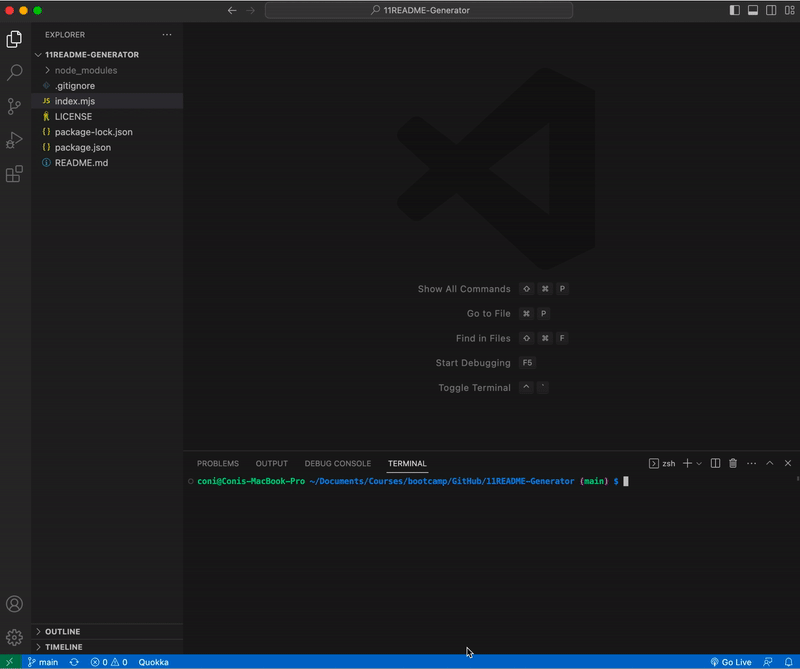 11README-Generator
EXPLORER
11README-GENERATOR
node_modules
.gitignore
JS index.mjs
LICENSE
{} package-lock.json
{} package.json
README.md
Show All Commands ⇧ ⌘ P
Go to File ⌘ P
Find in Files ⇧ ⌘ F
Start Debugging F5
Toggle Terminal ^ `
PROBLEMS OUTPUT DEBUG CONSOLE TERMINAL zsh
coni@Conis-MacBook-Pro ~/Documents/Courses/bootcamp/GitHub/11README-Generator (main) $
OUTLINE
TIMELINE
main 0 0 Quokka Go Live